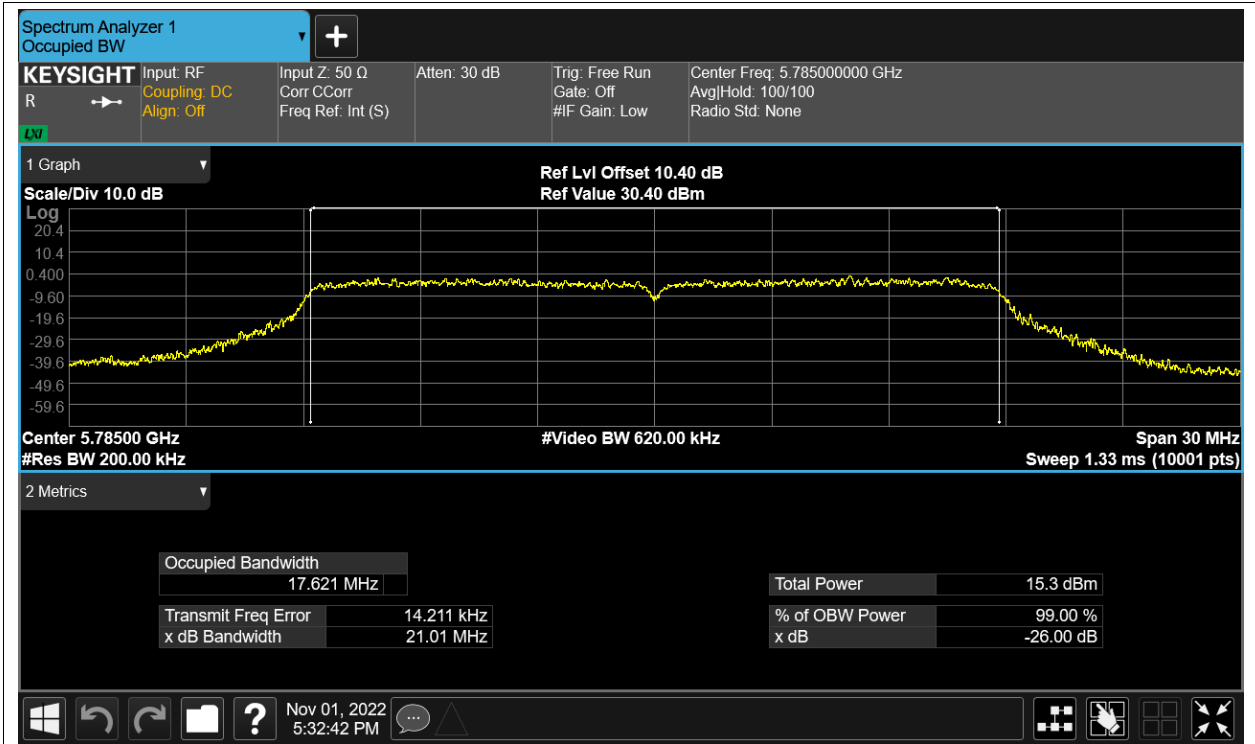 Spectrum Analyzer 1
Occupied BW
KEYSIGHT
R
LXI
Input: RF
Coupling: DC
Align: Off
Input Z: 50 Ω
Corr CCorr
Freq Ref: Int (S)
Atten: 30 dB
Trig: Free Run
Gate: Off
#IF Gain: Low
Center Freq: 5.785000000 GHz
Avg|Hold: 100/100
Radio Std: None
1 Graph
Scale/Div 10.0 dB
Ref Lvl Offset 10.40 dB
Ref Value 30.40 dBm
Log
20.4
10.4
0.400
-9.60
-19.6
-29.6
-39.6
-49.6
-59.6
Center 5.78500 GHz
#Video BW 620.00 kHz
Span 30 MHz
#Res BW 200.00 kHz
Sweep 1.33 ms (10001 pts)
2 Metrics
Occupied Bandwidth
17.621 MHz
Transmit Freq Error 14.211 kHz
x dB Bandwidth 21.01 MHz
Total Power 15.3 dBm
% of OBW Power 99.00 %
x dB -26.00 dB
?
Nov 01, 2022
5:32:42 PM